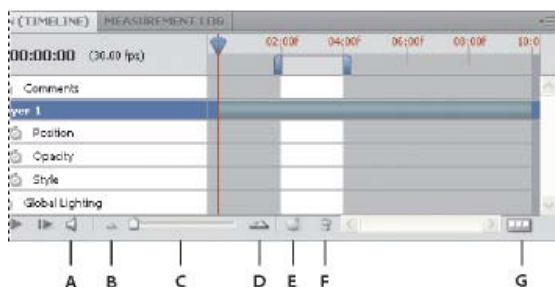 (TIMELINE) MEASUREMENT LOG
00:00:00 (30.00 fps)
02:00f 04:00f 06:00f 08:00f 10:0
Comments
yer 1
Position
Opacity
Style
Global Lighting
A B C D E F G